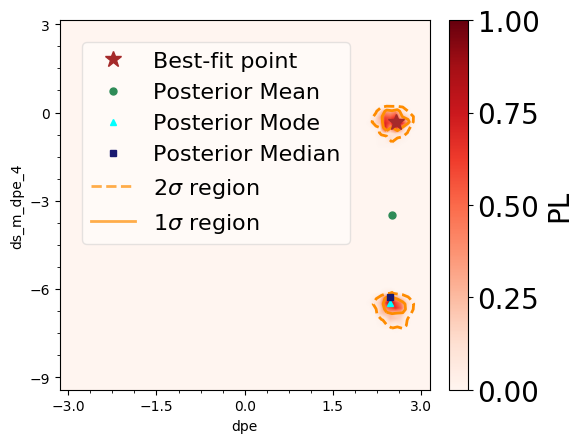 3
0
−3
−6
−9
ds_m_dpe_4
−3.0
−1.5
0.0
1.5
3.0
dpe
Best-fit point
Posterior Mean
Posterior Mode
Posterior Median
2σ region
1σ region
1.00
0.75
0.50
0.25
0.00
PL